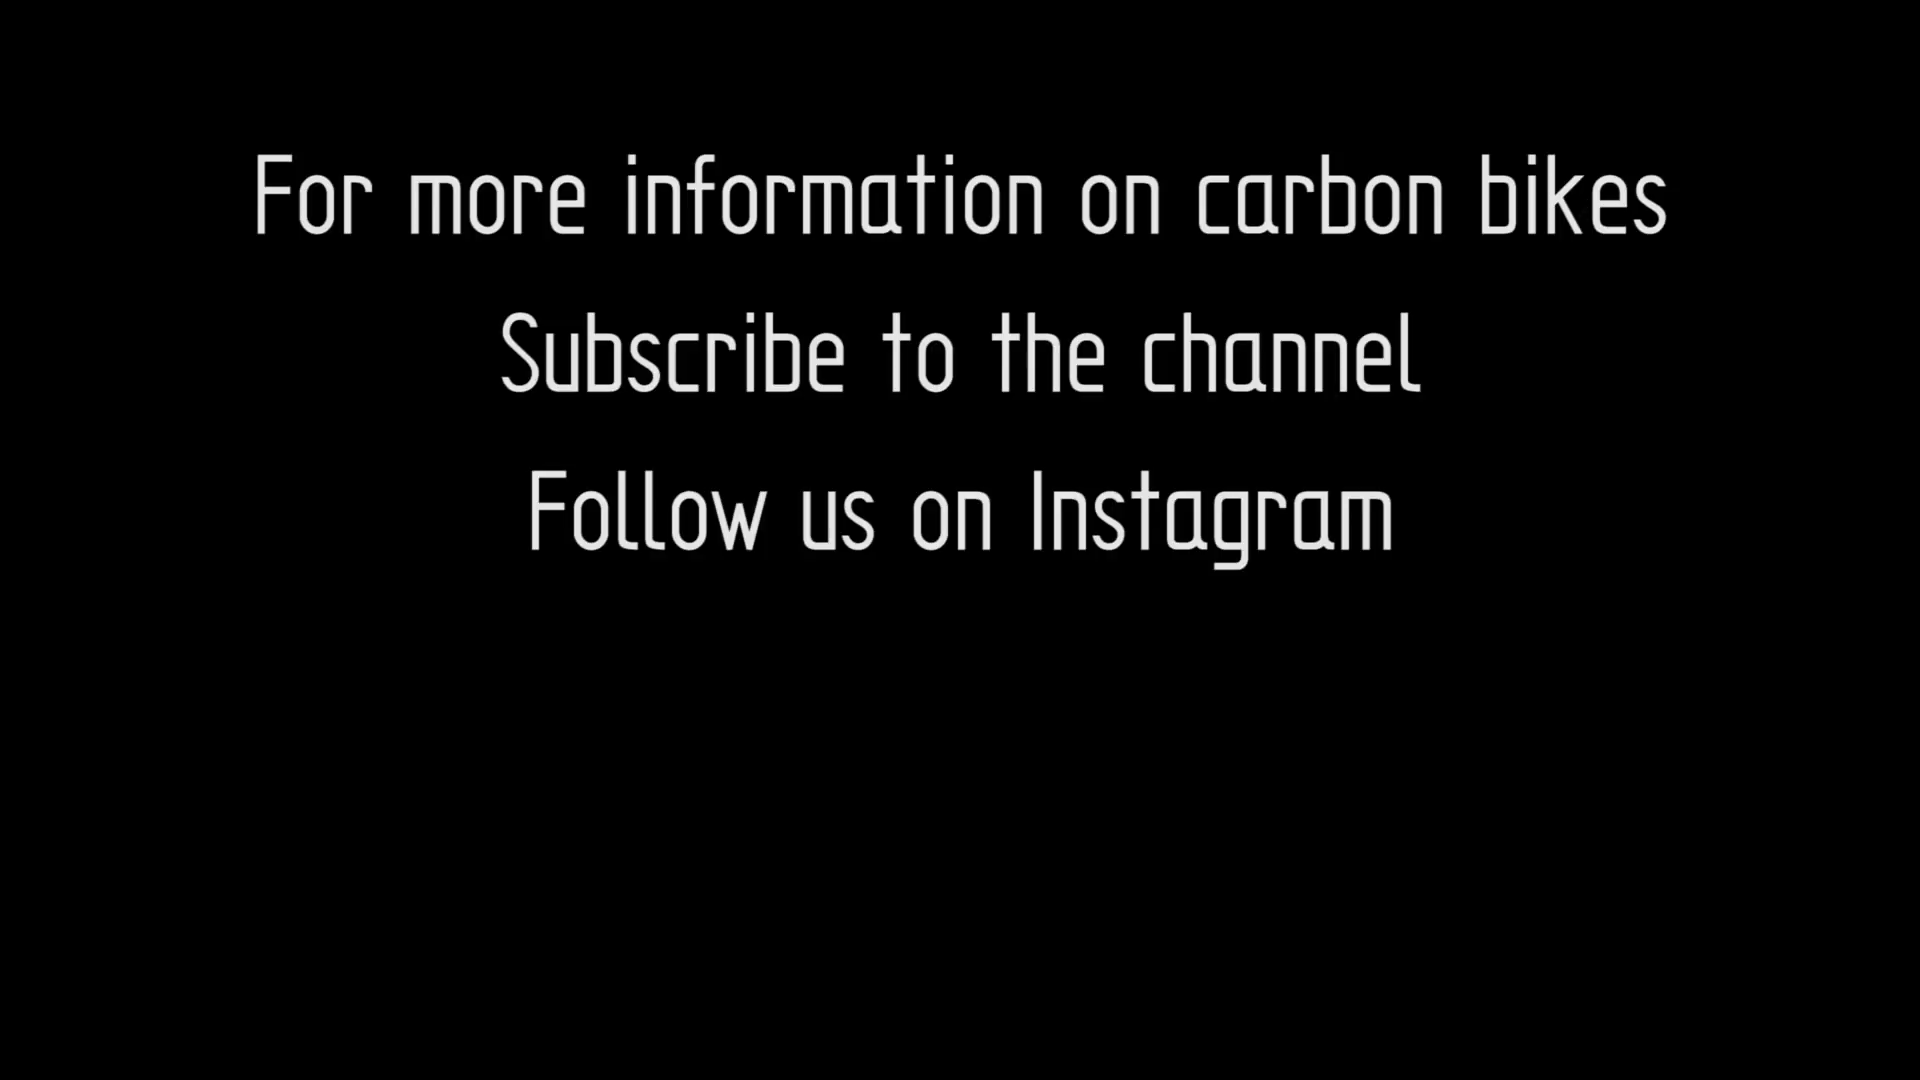 For more information on carbon bikes
Subscribe to the channel
Follow us on Instagram